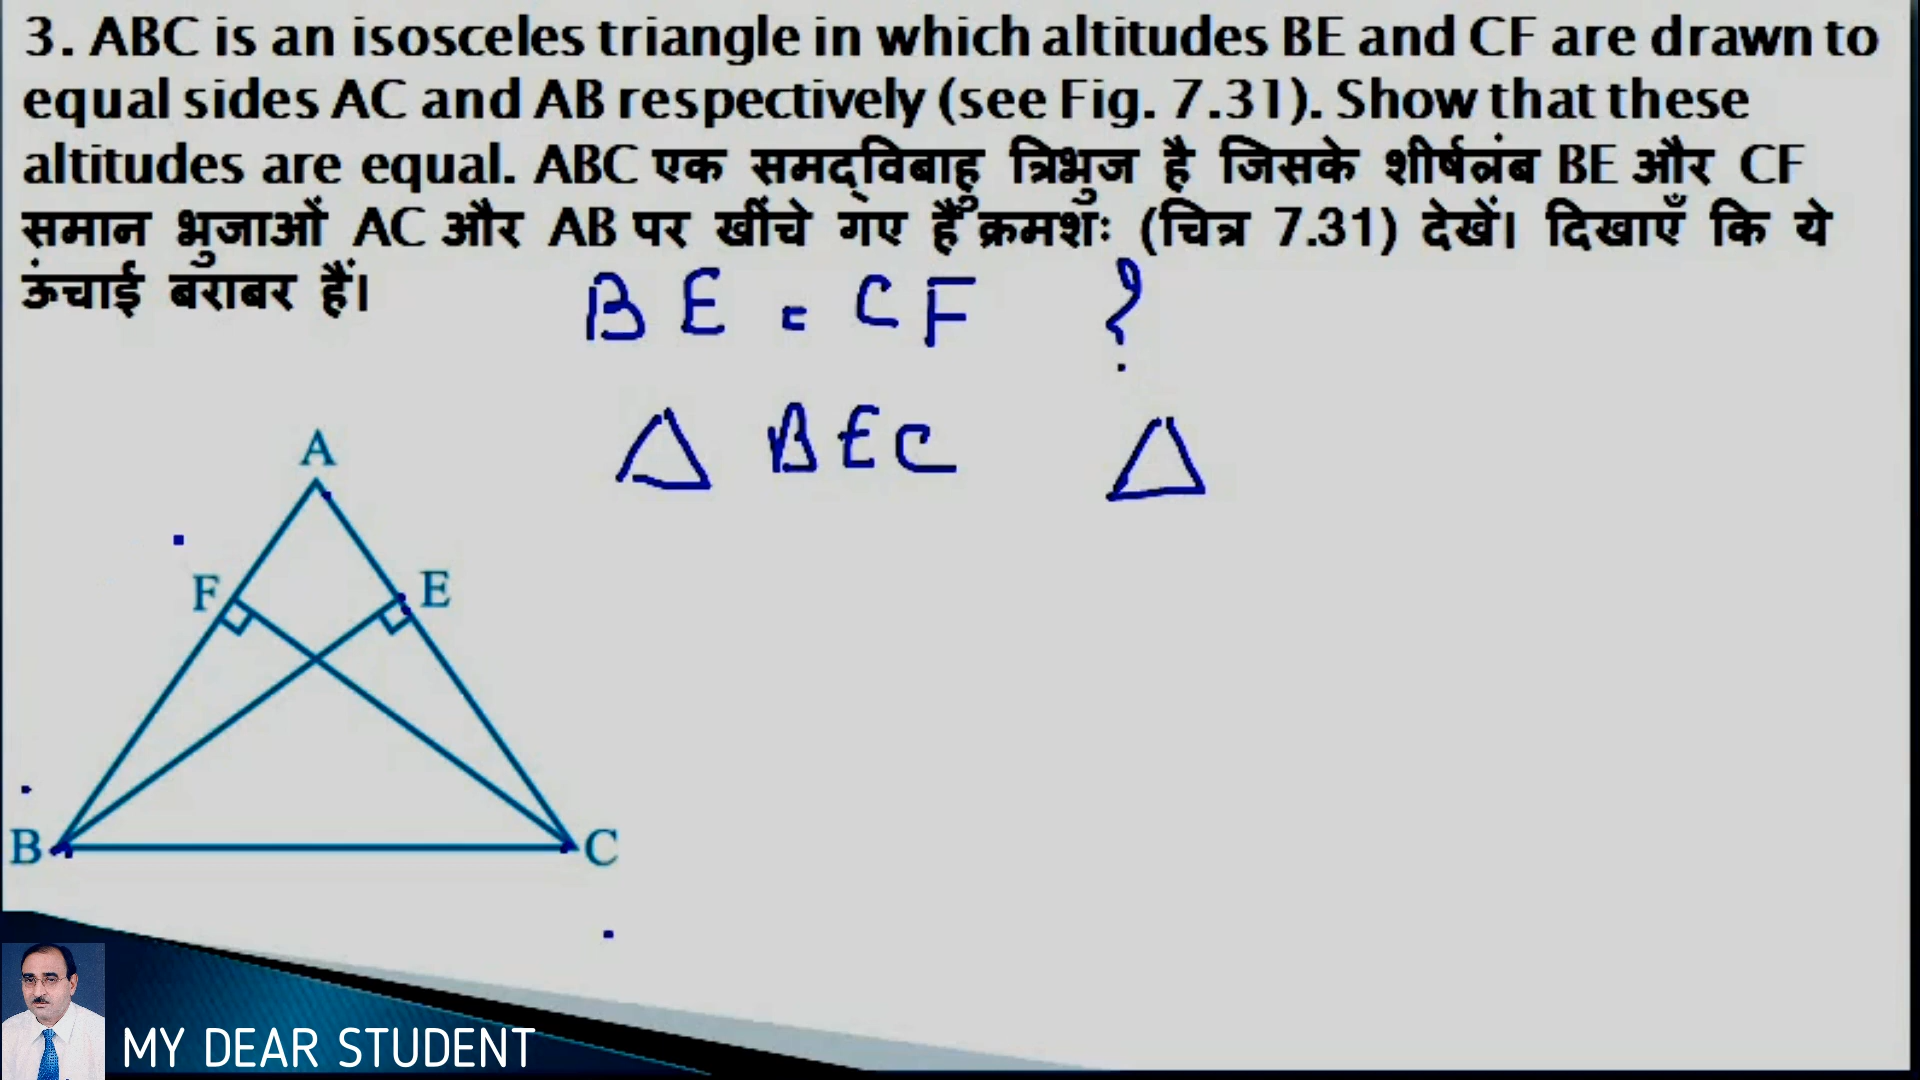 3. ABC is an isosceles triangle in which altitudes BE and CF are drawn to
equal sides AC and AB respectively (see Fig. 7.31). Show that these
altitudes are equal. ABC एक समद्विबाहु त्रिभुज है जिसके शीर्षलंब BE और CF
समान भुजाओं AC और AB पर खींचे गए हैं क्रमशः (चित्र 7.31) देखें। दिखाएँ कि ये
ऊंचाई बराबर हैं।
BE = CF ?
Δ BEC Δ
A
F E
B C
MY DEAR STUDENT